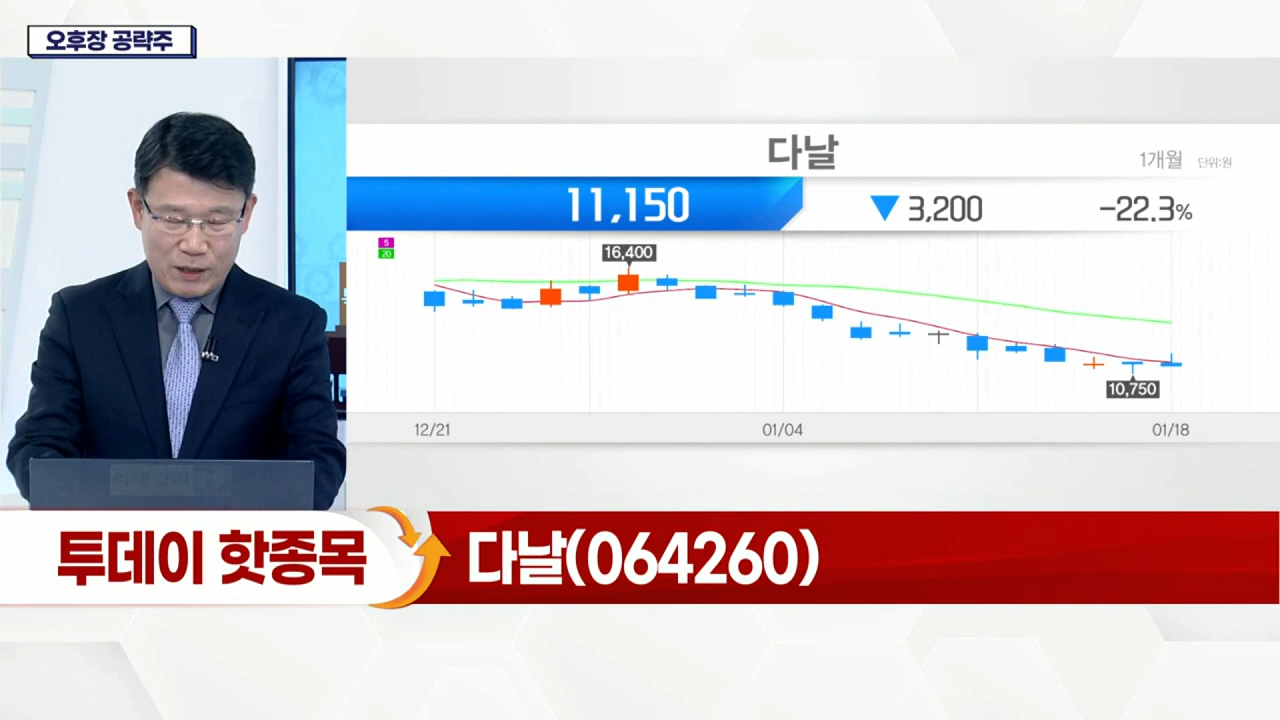 오후장 공략주
다날
1개월 단위:원
11,150 ▼ 3,200 -22.3%
5
20
16,400
10,750
12/21 01/04 01/18
투데이 핫종목 다날(064260)